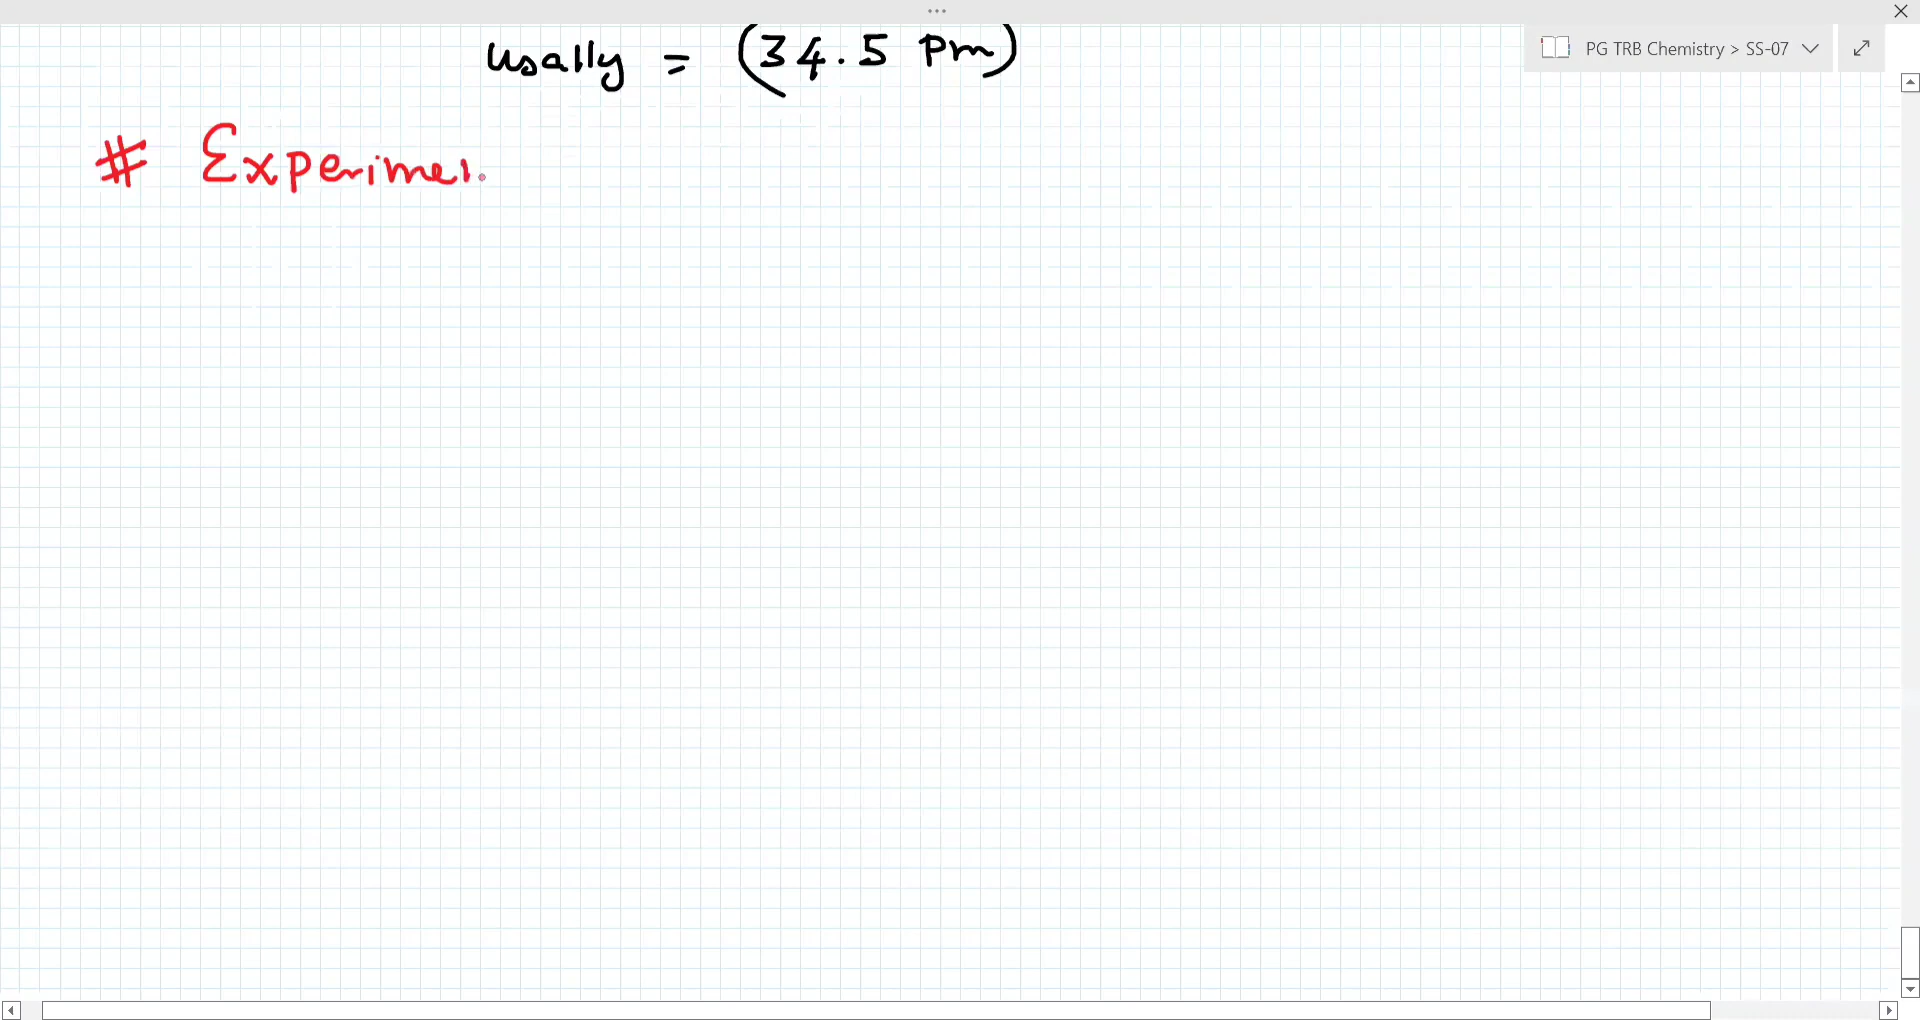 usally = (34.5 pm)
PG TRB Chemistry > SS-07
# Experimen